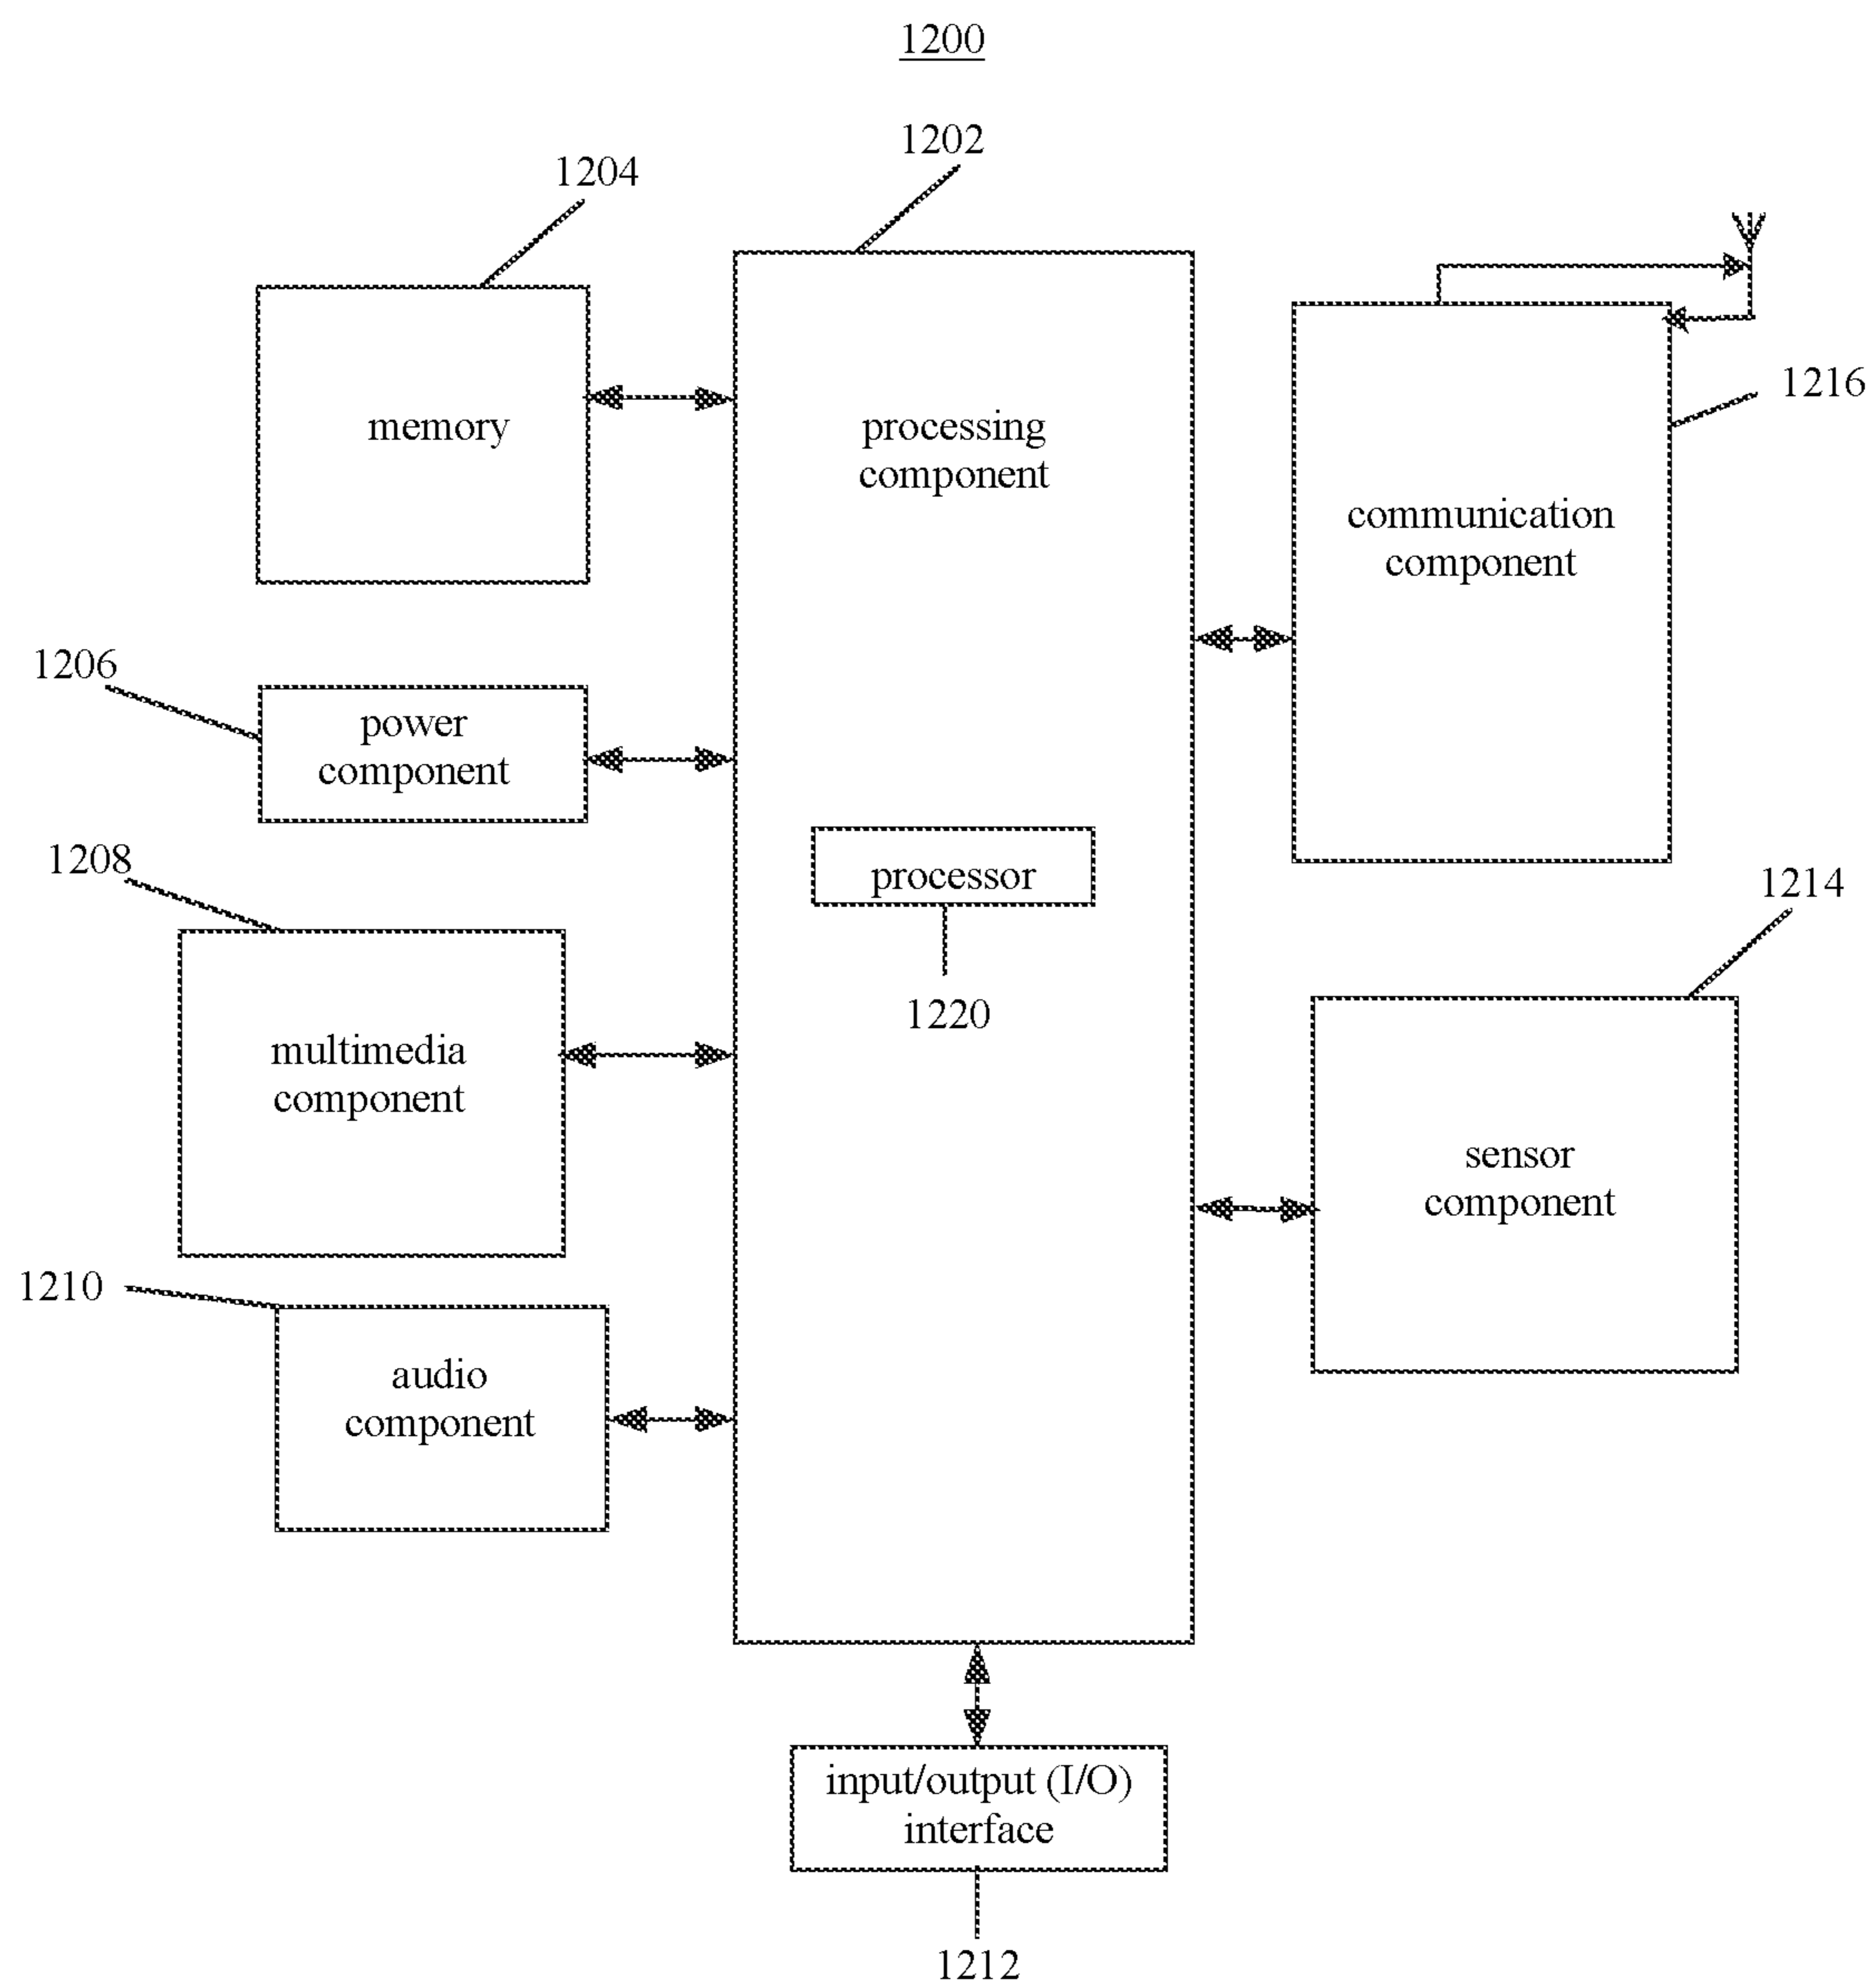 1200
1202
1204
memory
processing
component
1216
communication
component
1206
power
component
1208
processor
1214
1220
multimedia
component
sensor
component
1210
audio
component
input/output (I/O)
interface
1212